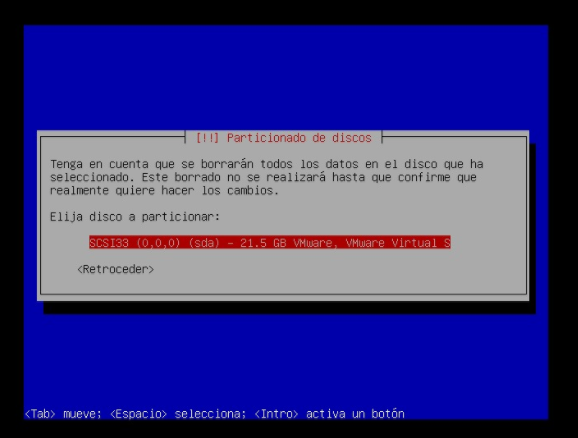 [!!] Particionado de discos
Tenga en cuenta que se borrarán todos los datos en el disco que ha
seleccionado. Este borrado no se realizará hasta que confirme que
realmente quiere hacer los cambios.
Elija disco a particionar:
SCSI33 (0,0,0) (sda) - 21.5 GB VMware, VMware Virtual S
<Retroceder>
<Tab> mueve; <Espacio> selecciona; <Intro> activa un botón